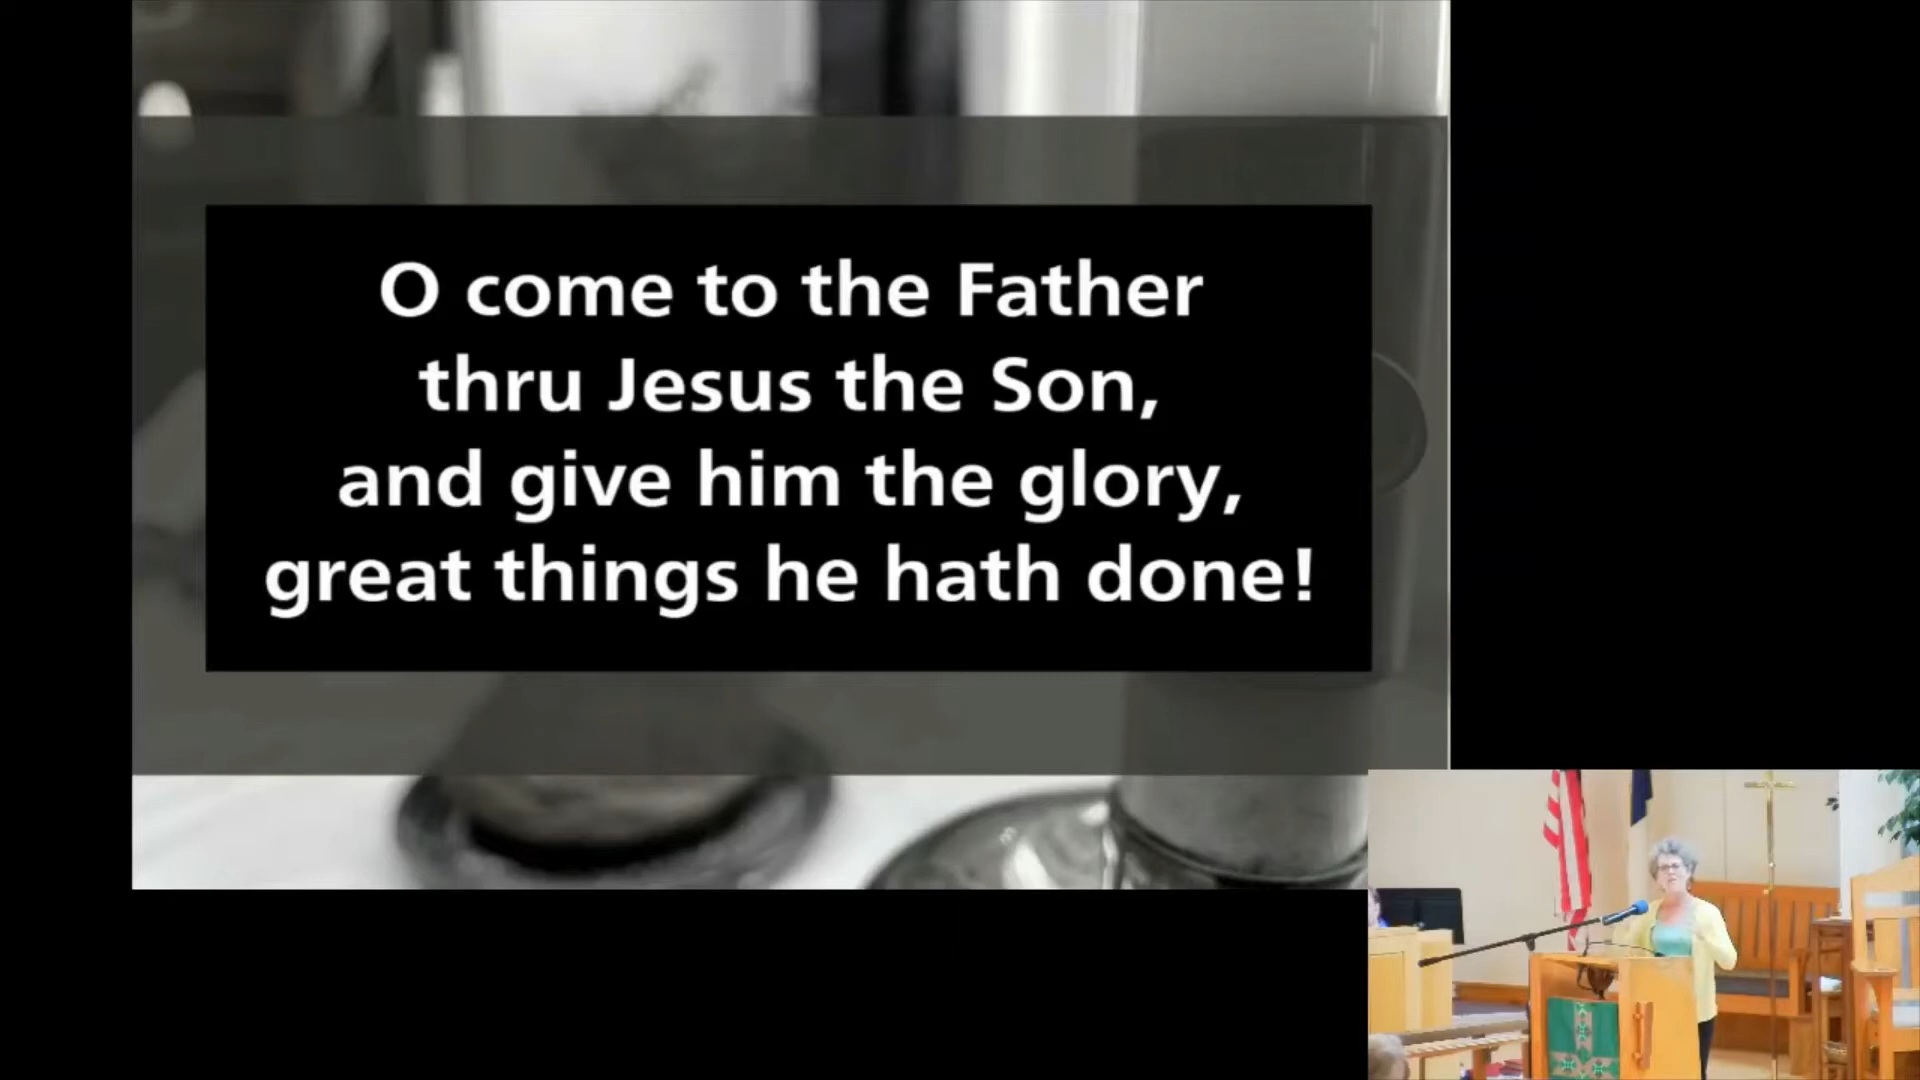 O come to the Father
thru Jesus the Son,
and give him the glory,
great things he hath done!